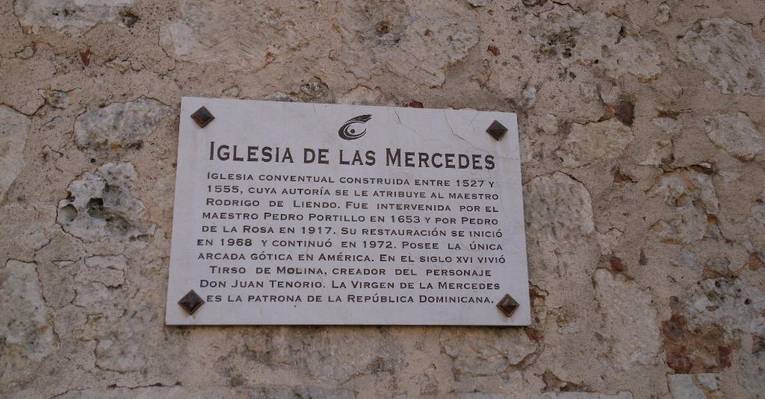 IGLESIA DE LAS MERCEDES
IGLESIA CONVENTUAL CONSTRUIDA ENTRE 1527 Y
1555, CUYA AUTORÍA SE LE ATRIBUYE AL MAESTRO
RODRIGO DE LIENDO. FUE INTERVENIDA POR EL
MAESTRO PEDRO PORTILLO EN 1653 Y POR PEDRO
DE LA ROSA EN 1917. SU RESTAURACIÓN SE INICIÓ
EN 1968 Y CONTINUÓ EN 1972. POSEE LA ÚNICA
ARCADA GÓTICA EN AMÉRICA. EN EL SIGLO XVI VIVIÓ
TIRSO DE MOLINA, CREADOR DEL PERSONAJE
DON JUAN TENORIO. LA VIRGEN DE LA MERCEDES
ES LA PATRONA DE LA REPÚBLICA DOMINICANA.